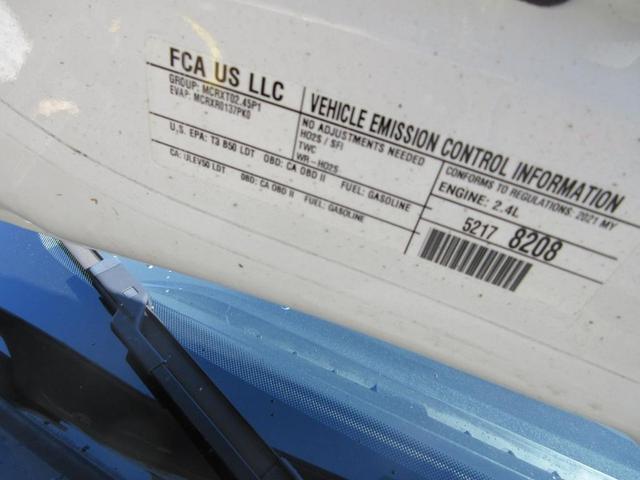 FCA US LLC
GROUP: MCRXT02.45P1
EVAP: MCRXR0137PK0
VEHICLE EMISSION CONTROL INFORMATION
NO ADJUSTMENTS NEEDED
HO2S / SFI
TWC
WR-HO2S
CONFORMS TO REGULATIONS: 2021 MY
ENGINE: 2.4L
U.S. EPA: T3 B50 LDT OBD: CA OBD II FUEL: GASOLINE
CA: ULEV50 LDT OBD: CA OBD II FUEL: GASOLINE
5217 8208